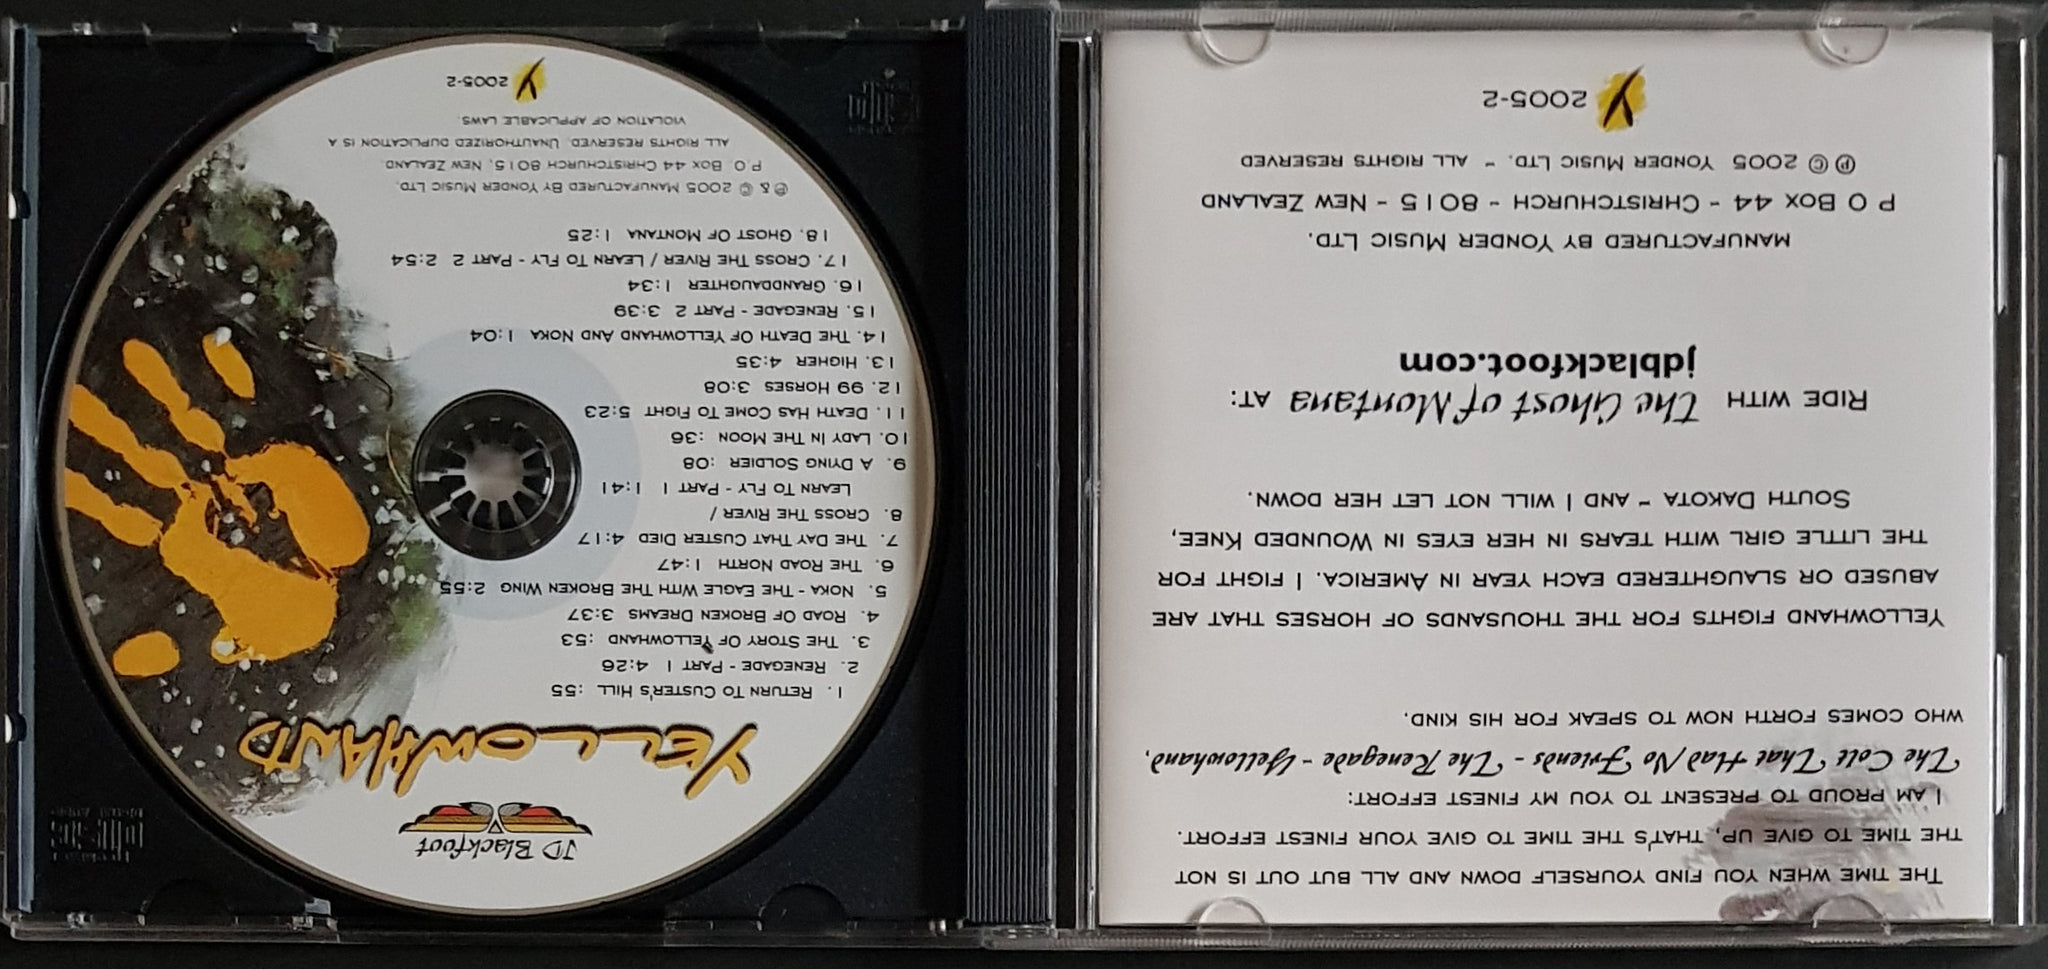 THE TIME WHEN YOU FIND YOURSELF DOWN AND ALL BUT OUT IS NOT
THE TIME TO GIVE UP, THAT'S THE TIME TO GIVE YOUR FINEST EFFORT.
I AM PROUD TO PRESENT TO YOU MY FINEST EFFORT:
The Colt That Had No Friends - The Renegade - Yellowhand,
WHO COMES FORTH NOW TO SPEAK FOR HIS KIND.
YELLOWHAND FIGHTS FOR THE THOUSANDS OF HORSES THAT ARE
ABUSED OR SLAUGHTERED EACH YEAR IN AMERICA. I FIGHT FOR
THE LITTLE GIRL WITH TEARS IN HER EYES IN WOUNDED KNEE,
SOUTH DAKOTA - AND I WILL NOT LET HER DOWN.
RIDE WITH The Ghost of Montana AT:
jdblackfoot.com
MANUFACTURED BY YONDER MUSIC LTD.
P O BOX 44 - CHRISTCHURCH - 8015 - NEW ZEALAND
℗ © 2005 YONDER MUSIC LTD. - ALL RIGHTS RESERVED
Y 2005-2
JD Blackfoot
YELLOWHAND
1. RETURN TO CUSTER'S HILL :55
2. RENEGADE - PART 1 4:26
3. THE STORY OF YELLOWHAND :53
4. ROAD OF BROKEN DREAMS 3:37
5. NOKA - THE EAGLE WITH THE BROKEN WING 2:55
6. THE ROAD NORTH 1:47
7. THE DAY THAT CUSTER DIED 4:17
8. CROSS THE RIVER /
LEARN TO FLY - PART 1 1:41
9. A DYING SOLDIER :08
10. LADY IN THE MOON :36
11. DEATH HAS COME TO FIGHT 5:23
12. 99 HORSES 3:08
13. HIGHER 4:35
14. THE DEATH OF YELLOWHAND AND NOKA 1:04
15. RENEGADE - PART 2 3:39
16. GRANDDAUGHTER 1:34
17. CROSS THE RIVER / LEARN TO FLY - PART 2 2:54
18. GHOST OF MONTANA 1:25
℗ & © 2005 MANUFACTURED BY YONDER MUSIC LTD.
P O BOX 44 CHRISTCHURCH 8015, NEW ZEALAND.
ALL RIGHTS RESERVED. UNAUTHORIZED DUPLICATION IS A
VIOLATION OF APPLICABLE LAWS.
Y 2005-2
COMPACT
disc
DIGITAL AUDIO